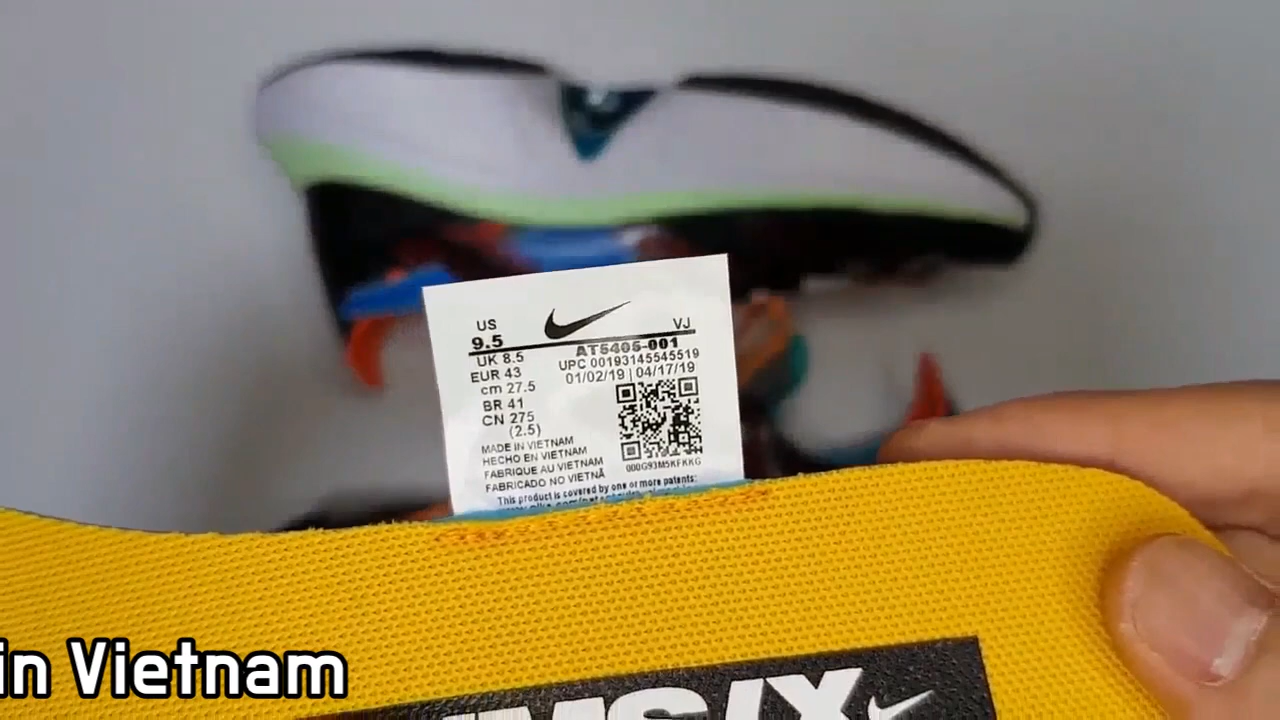 US
9.5
VJ
AT5405-001
UK 8.5
UPC 00193145545519
EUR 43
01/02/19 | 04/17/19
cm 27.5
BR 41
CN 275
(2.5)
MADE IN VIETNAM
HECHO EN VIETNAM
FABRIQUE AU VIETNAM
FABRICADO NO VIETNÃ
000G93M5KFKKG
This product is covered by one or more patents:
in Vietnam